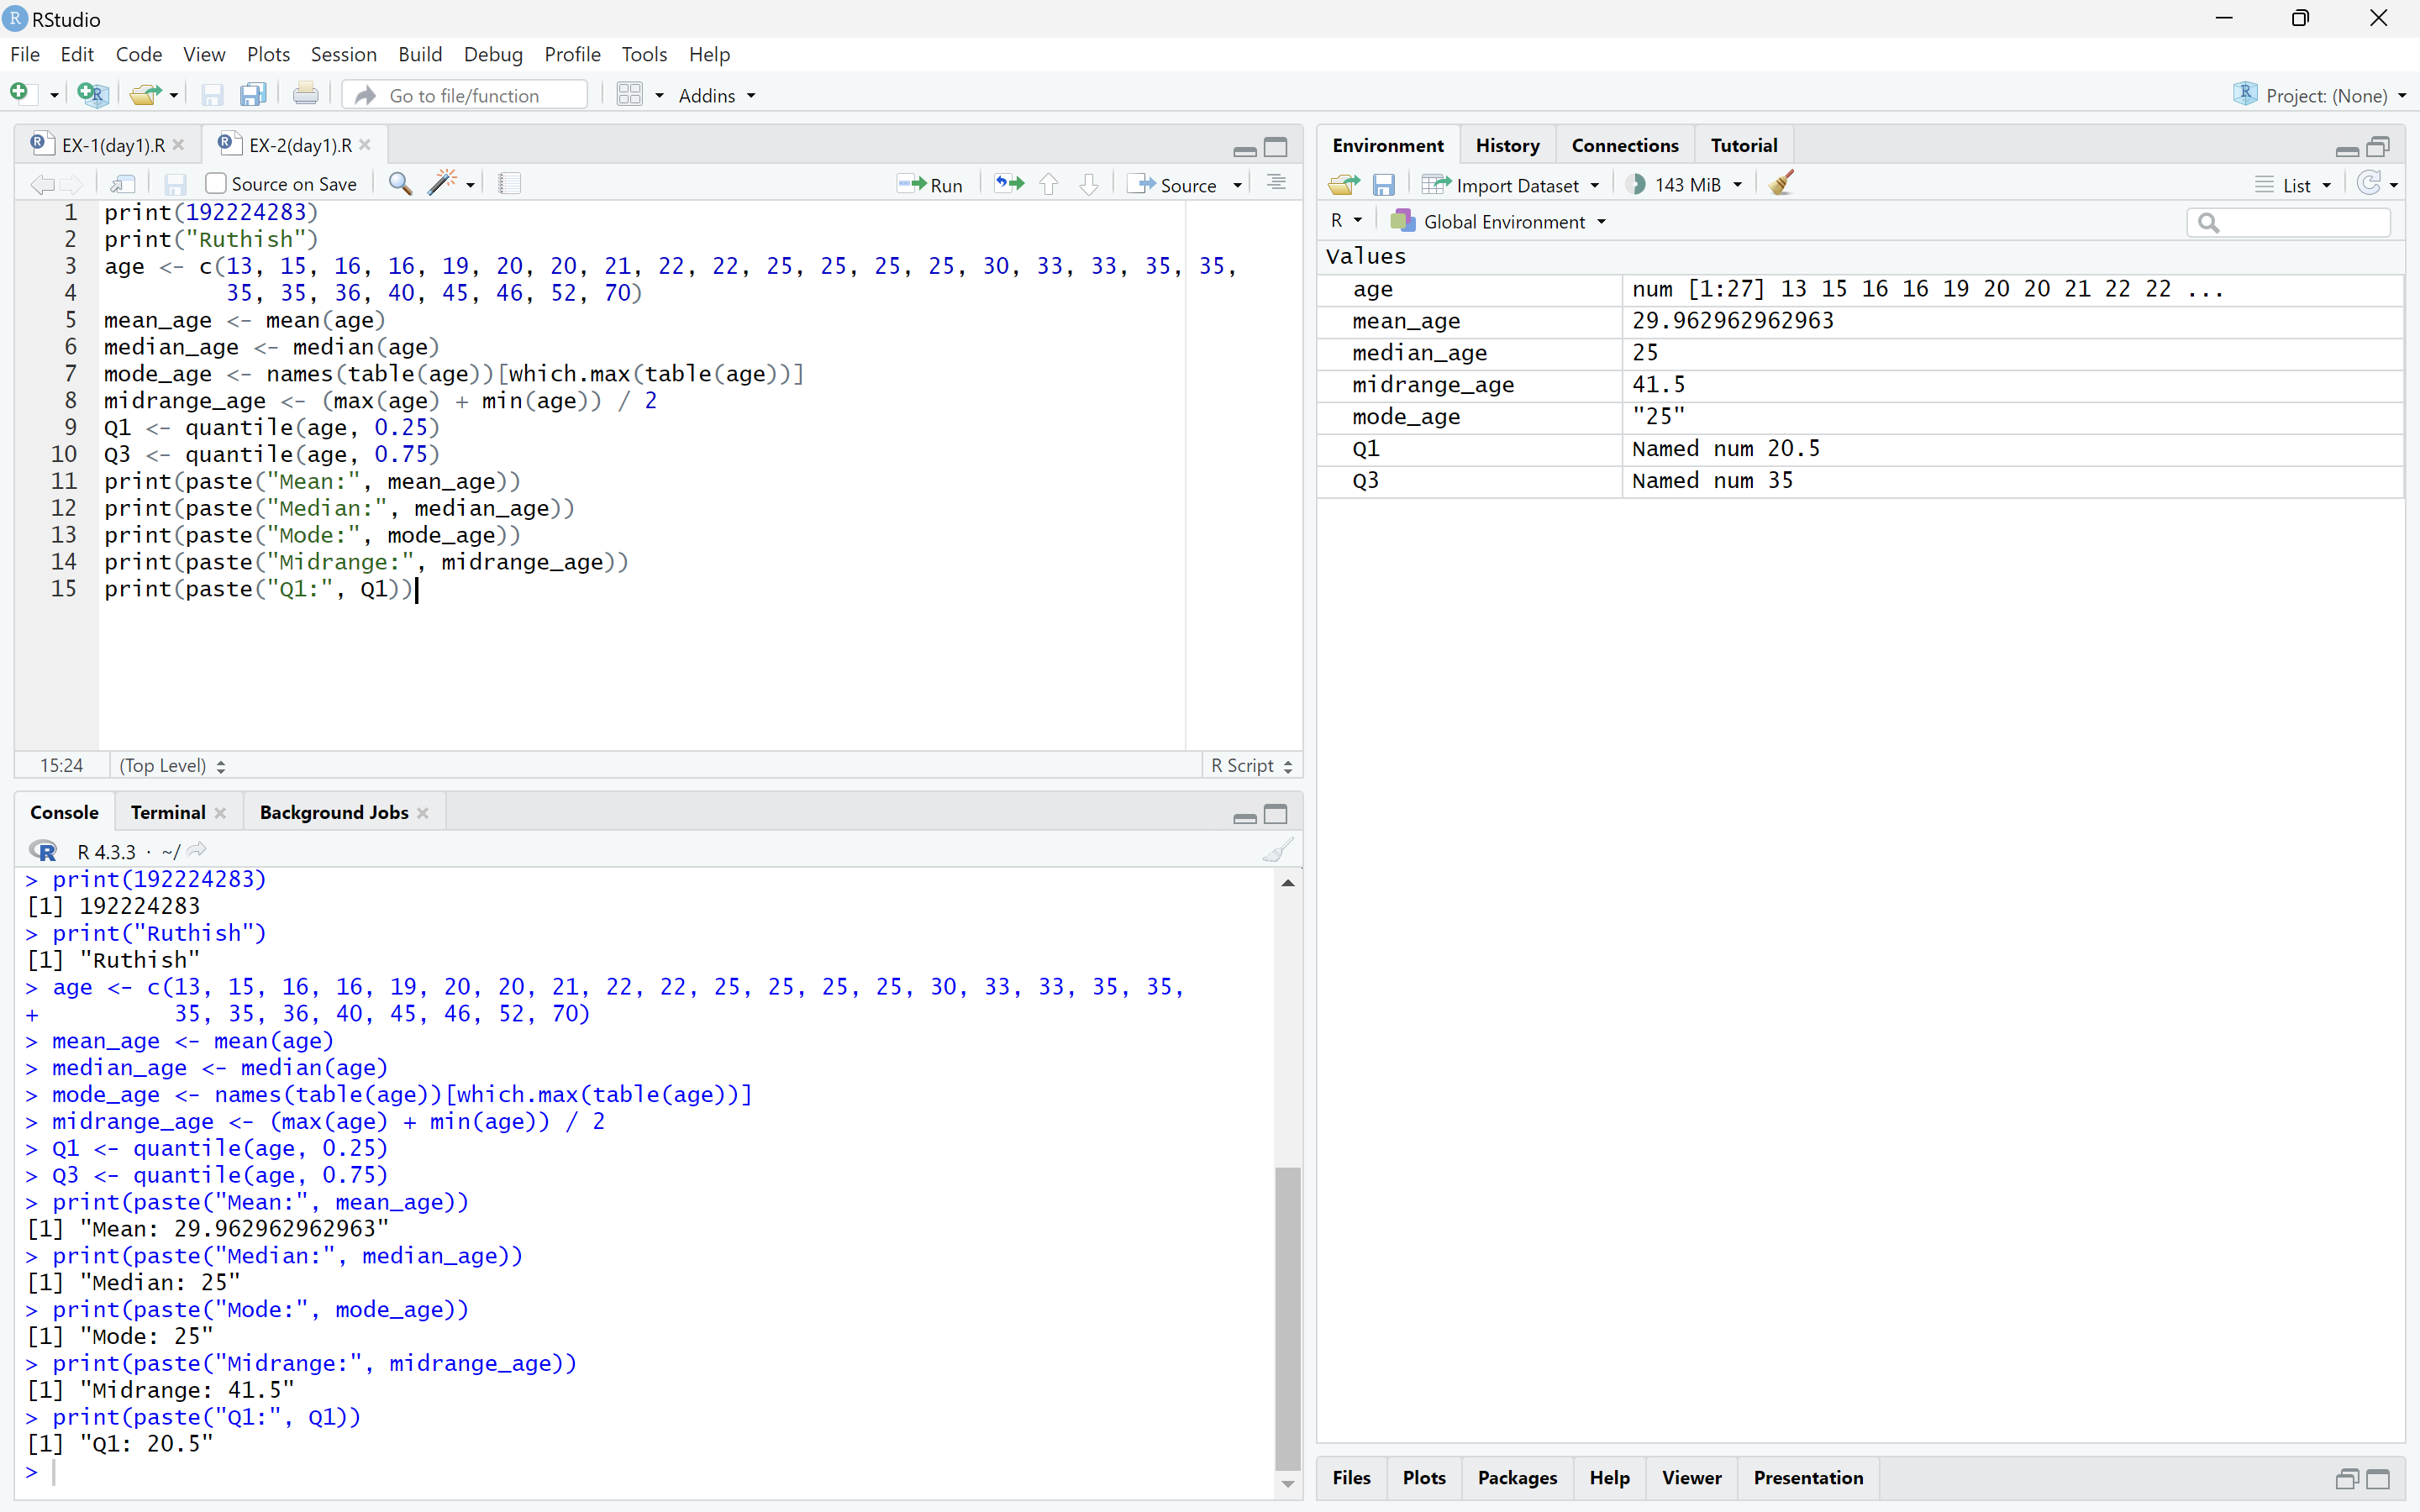 RStudio
File Edit Code View Plots Session Build Debug Profile Tools Help
Go to file/function Addins Project: (None)
EX-1(day1).R EX-2(day1).R
Source on Save Run Source
1 print(192224283)
2 print("Ruthish")
3 age <- c(13, 15, 16, 16, 19, 20, 20, 21, 22, 22, 25, 25, 25, 25, 30, 33, 33, 35, 35,
4 35, 35, 36, 40, 45, 46, 52, 70)
5 mean_age <- mean(age)
6 median_age <- median(age)
7 mode_age <- names(table(age))[which.max(table(age))]
8 midrange_age <- (max(age) + min(age)) / 2
9 Q1 <- quantile(age, 0.25)
10 Q3 <- quantile(age, 0.75)
11 print(paste("Mean:", mean_age))
12 print(paste("Median:", median_age))
13 print(paste("Mode:", mode_age))
14 print(paste("Midrange:", midrange_age))
15 print(paste("Q1:", Q1))
15:24 (Top Level) R Script
Console Terminal Background Jobs
R 4.3.3 · ~/
> print(192224283)
[1] 192224283
> print("Ruthish")
[1] "Ruthish"
> age <- c(13, 15, 16, 16, 19, 20, 20, 21, 22, 22, 25, 25, 25, 25, 30, 33, 33, 35, 35,
+ 35, 35, 36, 40, 45, 46, 52, 70)
> mean_age <- mean(age)
> median_age <- median(age)
> mode_age <- names(table(age))[which.max(table(age))]
> midrange_age <- (max(age) + min(age)) / 2
> Q1 <- quantile(age, 0.25)
> Q3 <- quantile(age, 0.75)
> print(paste("Mean:", mean_age))
[1] "Mean: 29.962962962963"
> print(paste("Median:", median_age))
[1] "Median: 25"
> print(paste("Mode:", mode_age))
[1] "Mode: 25"
> print(paste("Midrange:", midrange_age))
[1] "Midrange: 41.5"
> print(paste("Q1:", Q1))
[1] "Q1: 20.5"
>
Environment History Connections Tutorial
Import Dataset 143 MiB List
R Global Environment
Values
age num [1:27] 13 15 16 16 19 20 20 21 22 22 ...
mean_age 29.962962962963
median_age 25
midrange_age 41.5
mode_age "25"
Q1 Named num 20.5
Q3 Named num 35
Files Plots Packages Help Viewer Presentation